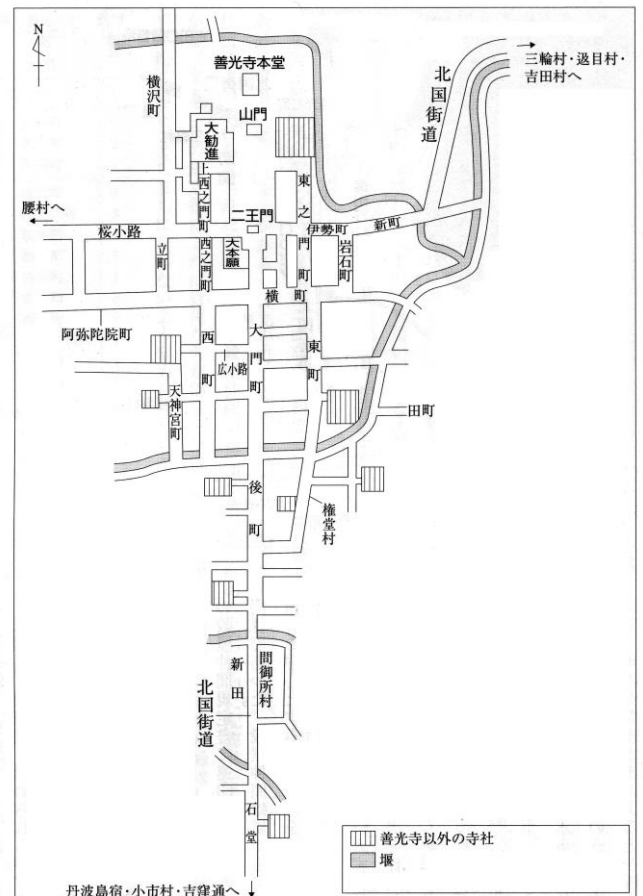 N
三輪村・返目村・
吉田村へ
北国街道
善光寺本堂
横沢町
山門
大勧進
上西之門町
東之門町
二王門
伊勢町
新町
腰村へ
桜小路
立町
西之門町
大本願
岩石町
横町
阿弥陀院町
西町
大門町
広小路
東町
天神宮町
田町
後町
権堂村
新田
間御所村
北国街道
石堂
善光寺以外の寺社
堰
丹波島宿・小市村・吉窪通へ